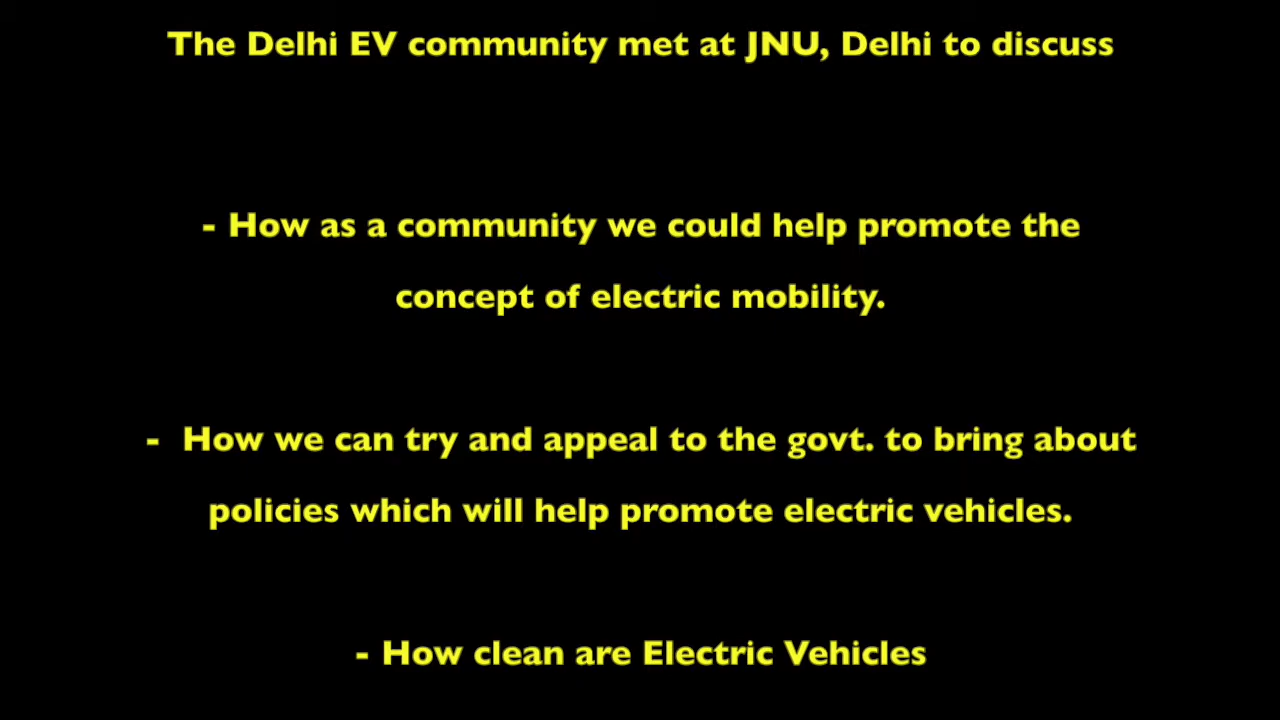 The Delhi EV community met at JNU, Delhi to discuss
- How as a community we could help promote the
concept of electric mobility.
- How we can try and appeal to the govt. to bring about
policies which will help promote electric vehicles.
- How clean are Electric Vehicles